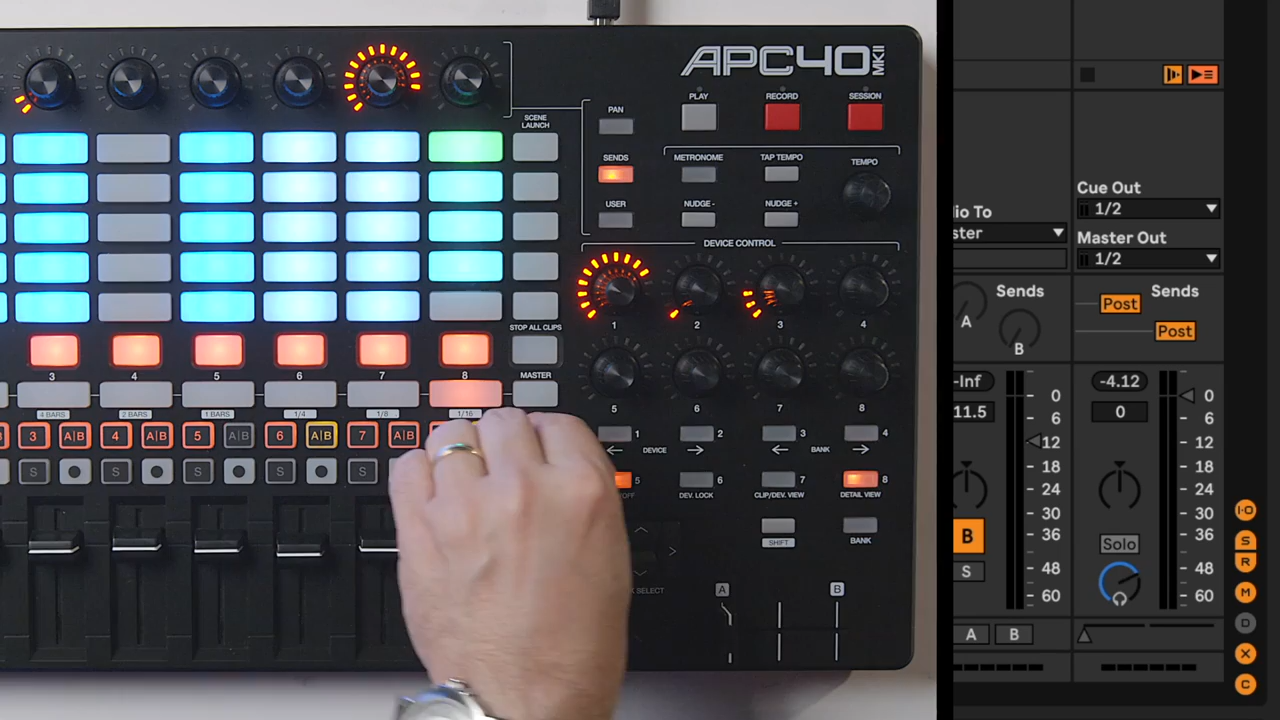 APC40 MKII
PLAY RECORD SESSION
SCENE LAUNCH
PAN
SENDS
USER
METRONOME TAP TEMPO TEMPO
NUDGE - NUDGE +
DEVICE CONTROL
1 2 3 4
5 6 7 8
STOP ALL CLIPS
MASTER
3 4 5 6 7 8
4 BARS 2 BARS 1 BARS 1/4 1/8 1/16
3 A|B 4 A|B 5 A|B 6 A|B 7 A|B
S S S S S
1 2 3 4
← DEVICE → ← BANK →
5 6 7 8
DEV. LOCK CLIP/DEV. VIEW DETAIL VIEW
SHIFT BANK
SELECT
A B
Cue Out
1/2
Master Out
1/2
Sends
A
B
Sends
Post
Post
-Inf
11.5
0
6
12
18
24
30
36
48
60
B
S
A B
-4.12
0
Solo
0
6
12
18
24
30
36
48
60
I·O
S
R
M
D
X
C